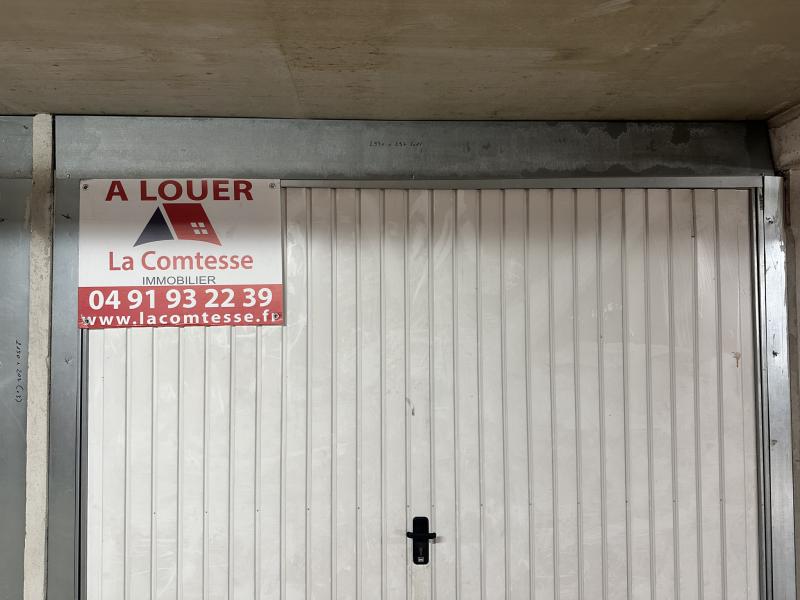 A LOUER
La Comtesse
IMMOBILIER
04 91 93 22 39
www.lacomtesse.fr